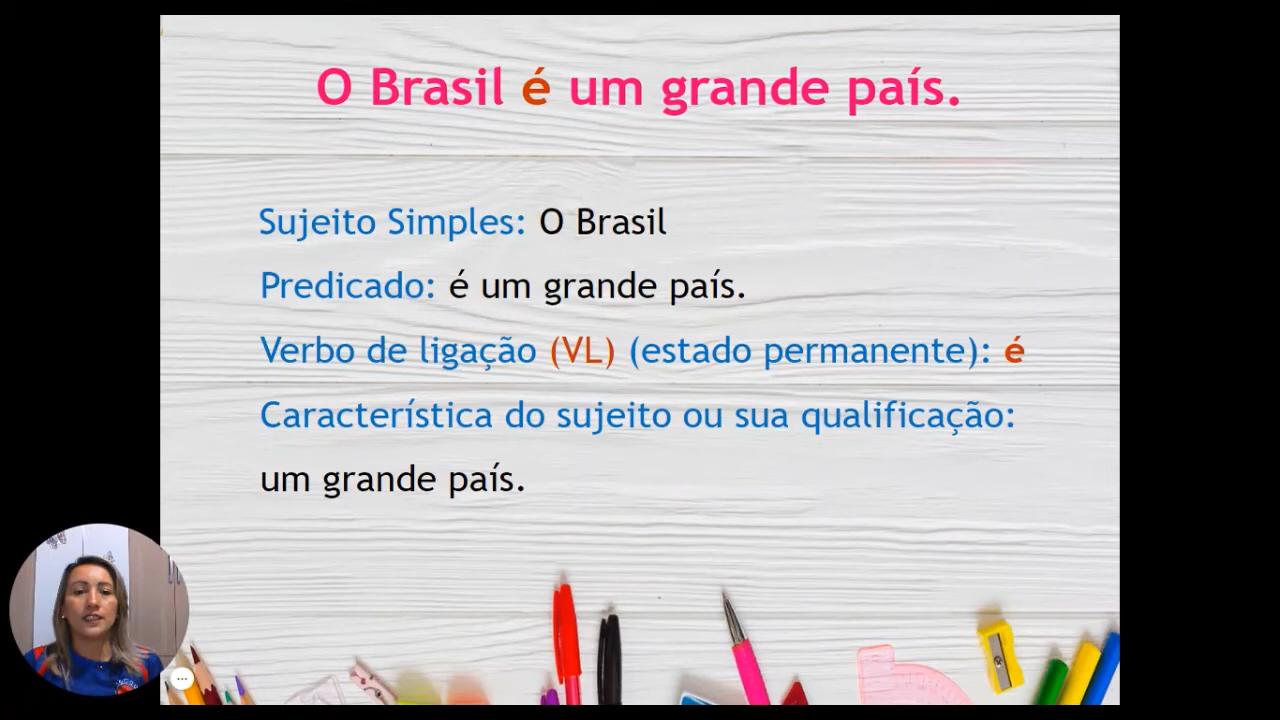 O Brasil é um grande país.
Sujeito Simples: O Brasil
Predicado: é um grande país.
Verbo de ligação (VL) (estado permanente): é
Característica do sujeito ou sua qualificação:
um grande país.